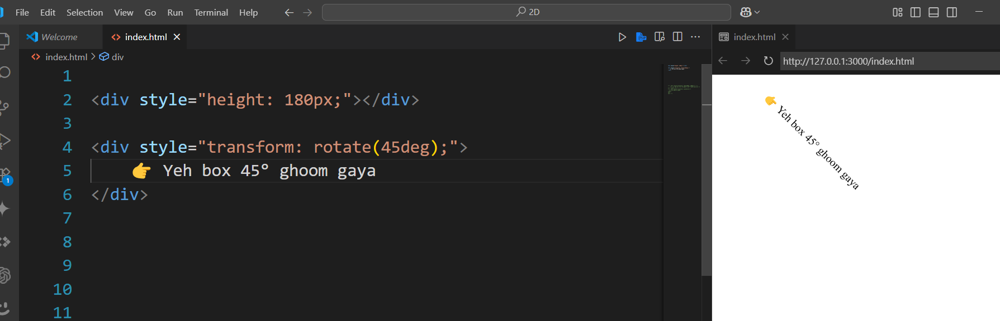 File Edit Selection View Go Run Terminal Help
2D
Welcome
index.html
index.html > div
1
2 <div style="height: 180px;"></div>
3
4 <div style="transform: rotate(45deg);">
5 👉 Yeh box 45° ghoom gaya
6 </div>
7
8
9
10
11
1
index.html
http://127.0.0.1:3000/index.html
👉 Yeh box 45° ghoom gaya